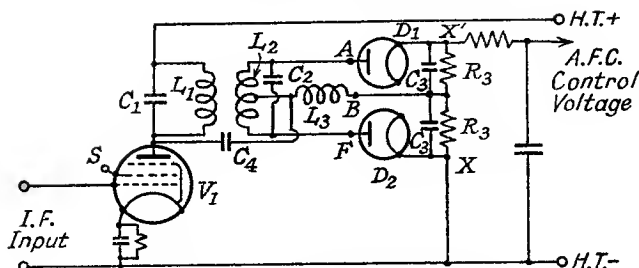 H.T.+
D1
X'
L2
A
A.F.C.
Control
Voltage
C1
L1
C2
C3
R3
L3
B
C4
F
C3
R3
S
V1
D2
X
I.F.
Input
H.T.-